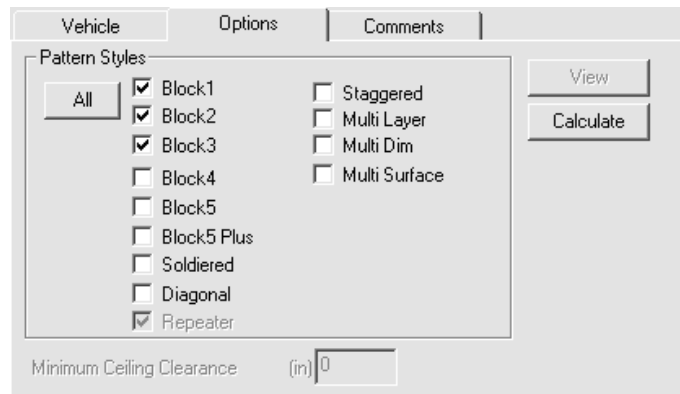 Vehicle Options Comments
Pattern Styles
All
Block1
Block2
Block3
Block4
Block5
Block5 Plus
Soldiered
Diagonal
Repeater
Staggered
Multi Layer
Multi Dim
Multi Surface
View
Calculate
Minimum Ceiling Clearance (in) 0